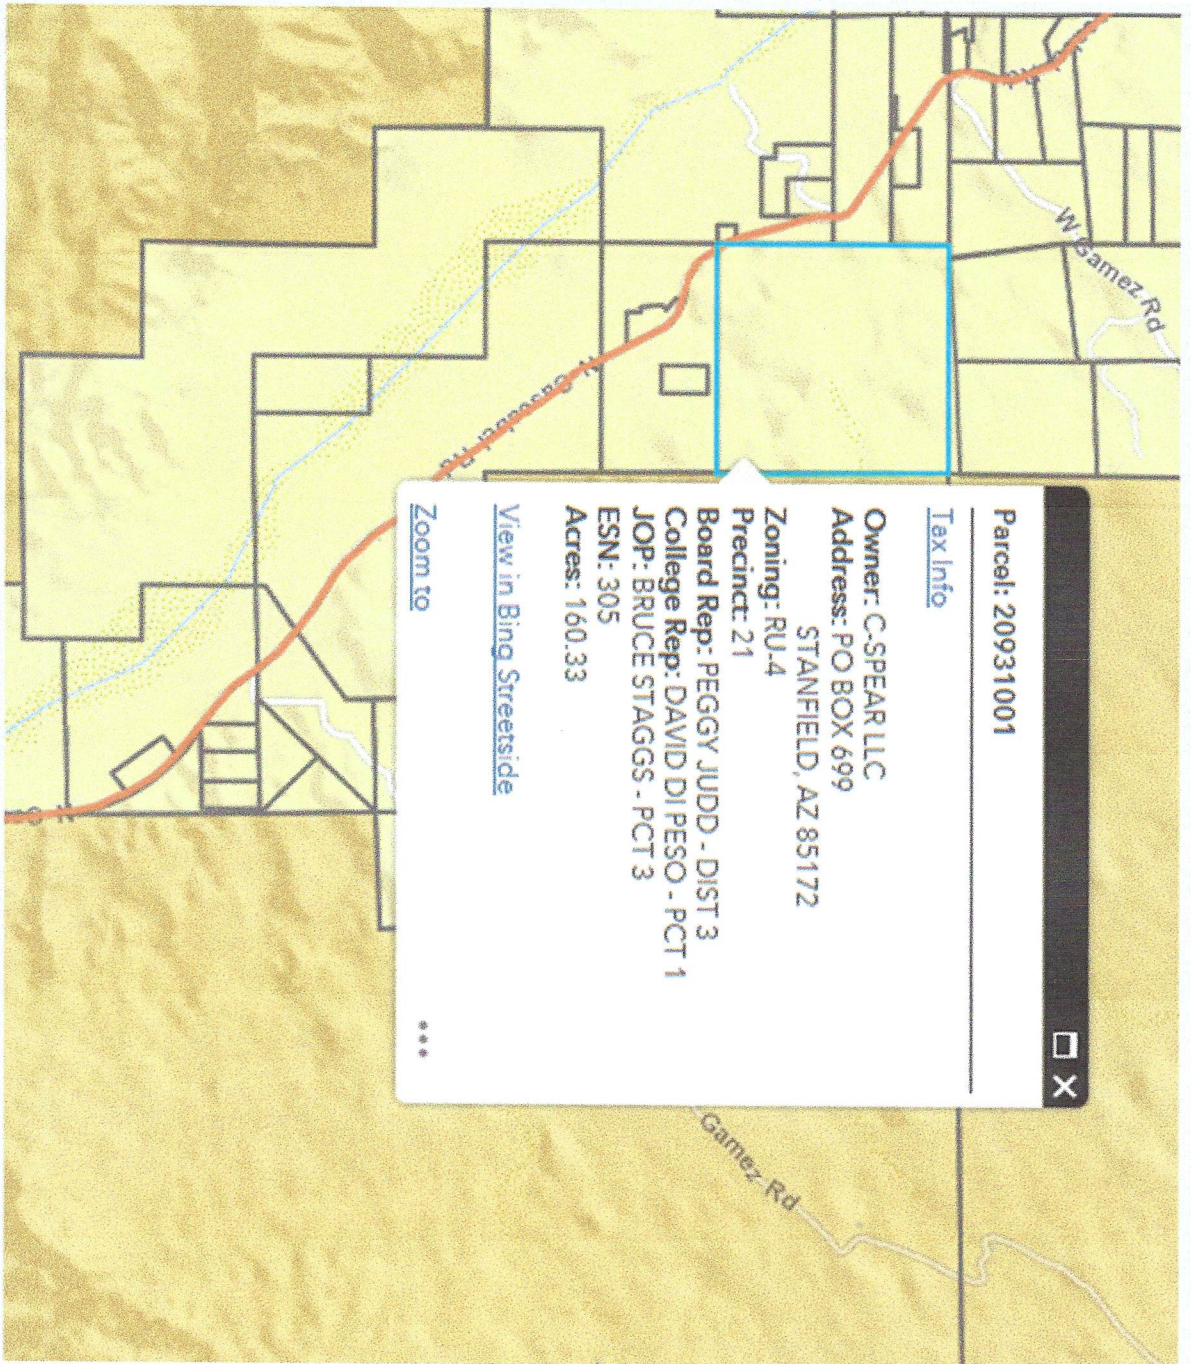 Parcel: 20931001
Tax Info
Owner: C-SPEAR LLC
Address: PO BOX 699
STANFIELD, AZ 85172
Zoning: RU-4
Precinct: 21
Board Rep: PEGGY JUDD - DIST 3
College Rep: DAVID DI PESO - PCT 1
JOP: BRUCE STAGGS - PCT 3
ESN: 305
Acres: 160.33
View in Bing Streetside
Zoom to
W Gamez Rd
Gamez Rd
N Cascabel Rd